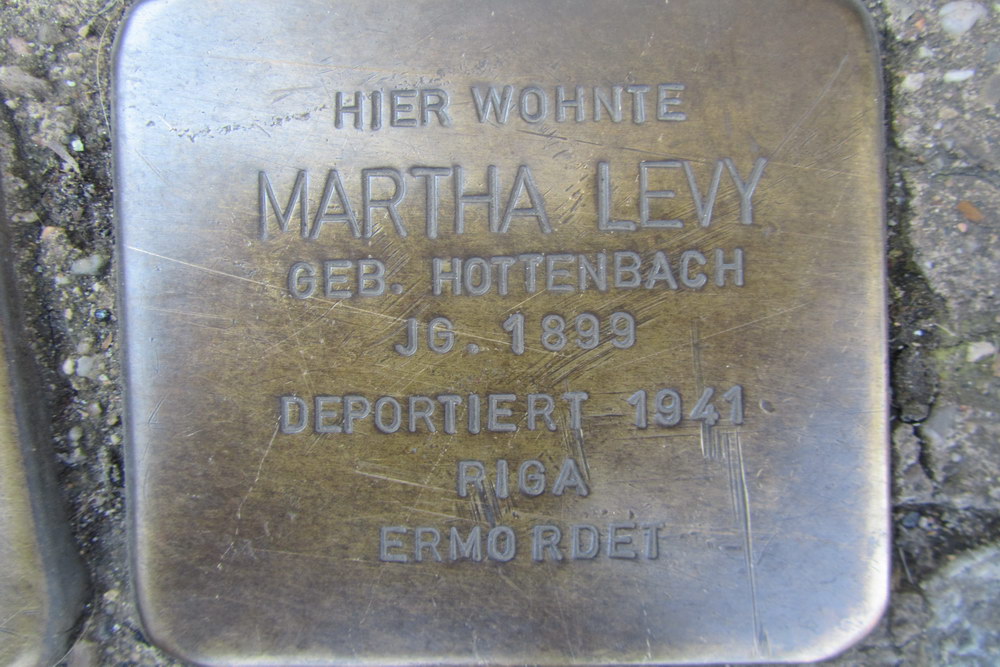 HIER WOHNTE
MARTHA LEVY
GEB. HOTTENBACH
JG. 1899
DEPORTIERT 1941
RIGA
ERMORDET